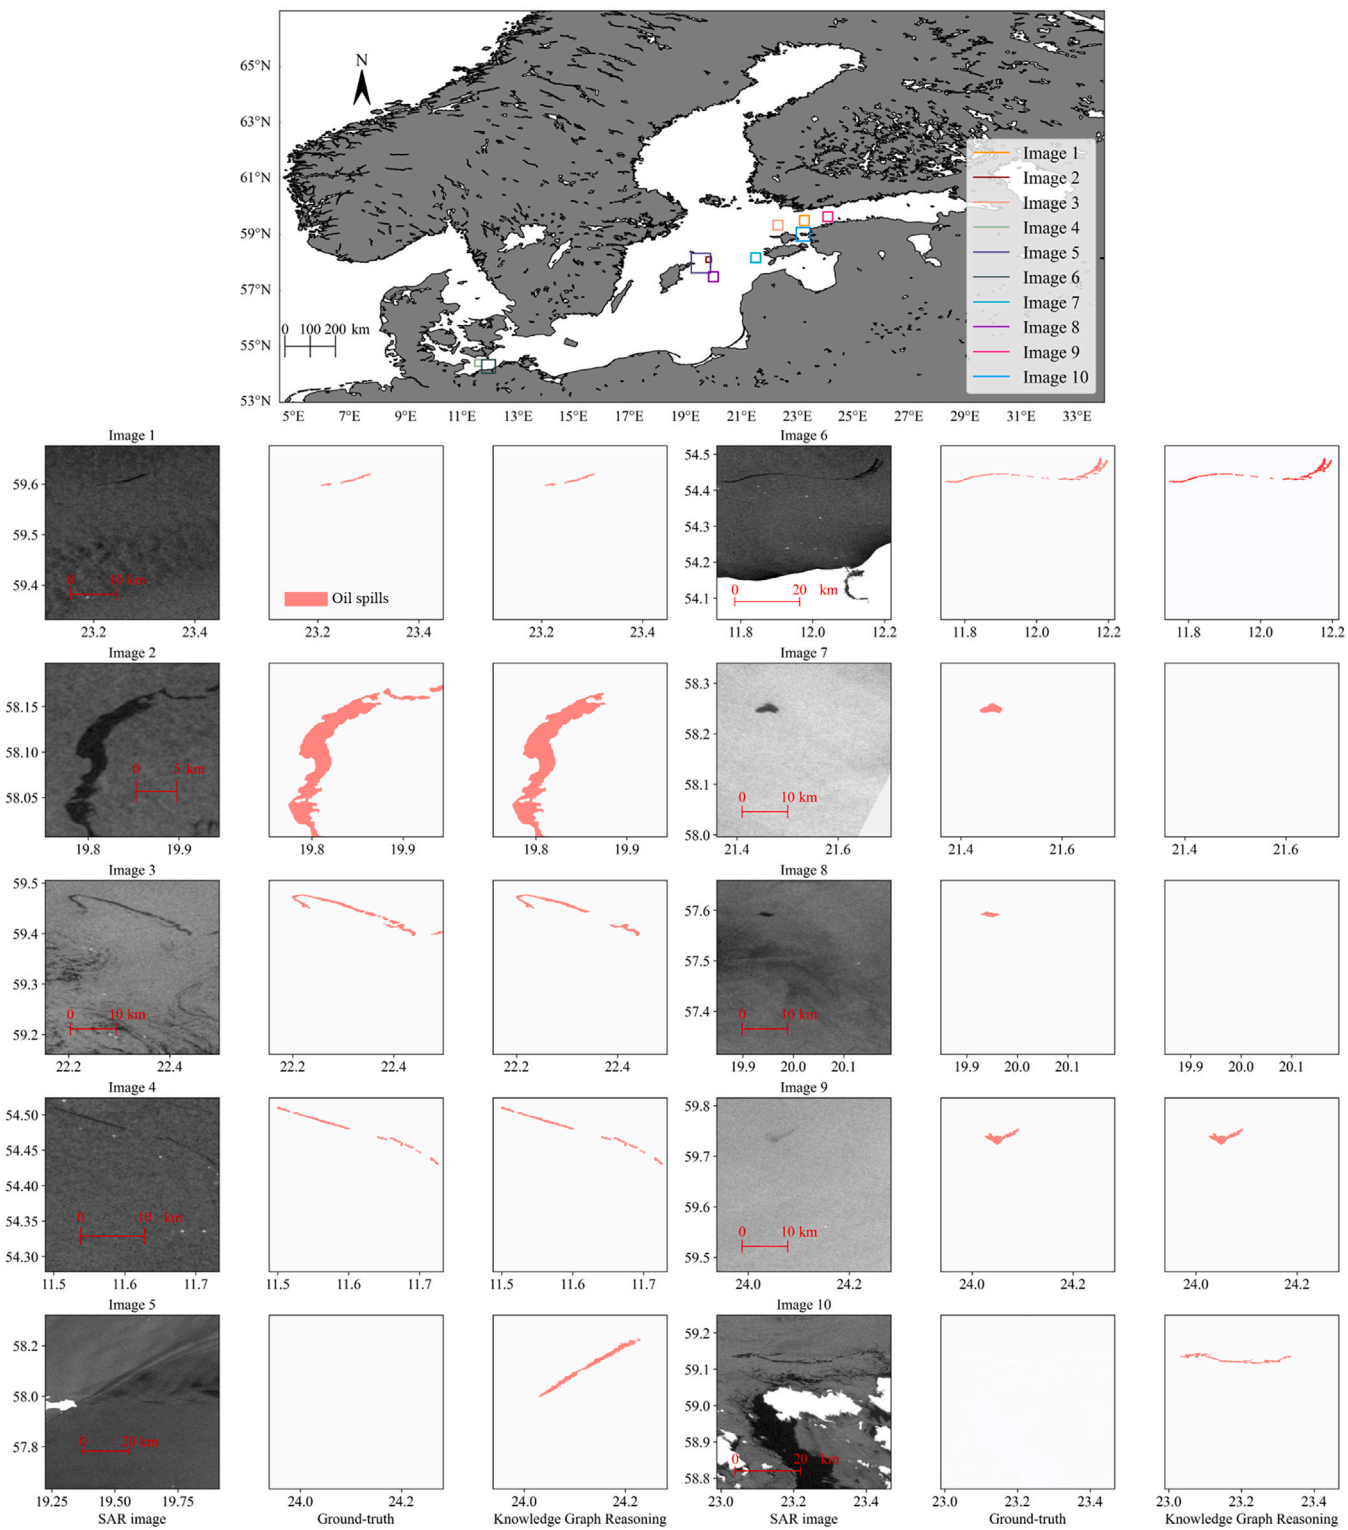 N
65°N
63°N
61°N
59°N
57°N
55°N
53°N
0 100 200 km
5°E 7°E 9°E 11°E 13°E 15°E 17°E 19°E 21°E 23°E 25°E 27°E 29°E 31°E 33°E
Image 1
Image 2
Image 3
Image 4
Image 5
Image 6
Image 7
Image 8
Image 9
Image 10
Image 1
59.6
59.5
59.4
0 10 km
23.2 23.4
Oil spills
23.2 23.4
23.2 23.4
Image 6
54.5
54.4
54.3
54.2
54.1
0 20 km
11.8 12.0 12.2
11.8 12.0 12.2
11.8 12.0 12.2
Image 2
58.15
58.10
58.05
0 5 km
19.8 19.9
19.8 19.9
19.8 19.9
Image 7
58.3
58.2
58.1
58.0
0 10 km
21.4 21.6
21.4 21.6
21.4 21.6
Image 3
59.5
59.4
59.3
59.2
0 10 km
22.2 22.4
22.2 22.4
22.2 22.4
Image 8
57.6
57.5
57.4
0 10 km
19.9 20.0 20.1
19.9 20.0 20.1
19.9 20.0 20.1
Image 4
54.50
54.45
54.40
54.35
54.30
0 10 km
11.5 11.6 11.7
11.5 11.6 11.7
11.5 11.6 11.7
Image 9
59.8
59.7
59.6
59.5
0 10 km
24.0 24.2
24.0 24.2
24.0 24.2
Image 5
58.2
58.0
57.8
0 20 km
19.25 19.50 19.75
24.0 24.2
24.0 24.2
Image 10
59.2
59.1
59.0
58.9
58.8
0 20 km
23.0 23.2 23.4
23.0 23.2 23.4
23.0 23.2 23.4
SAR image Ground-truth Knowledge Graph Reasoning SAR image Ground-truth Knowledge Graph Reasoning